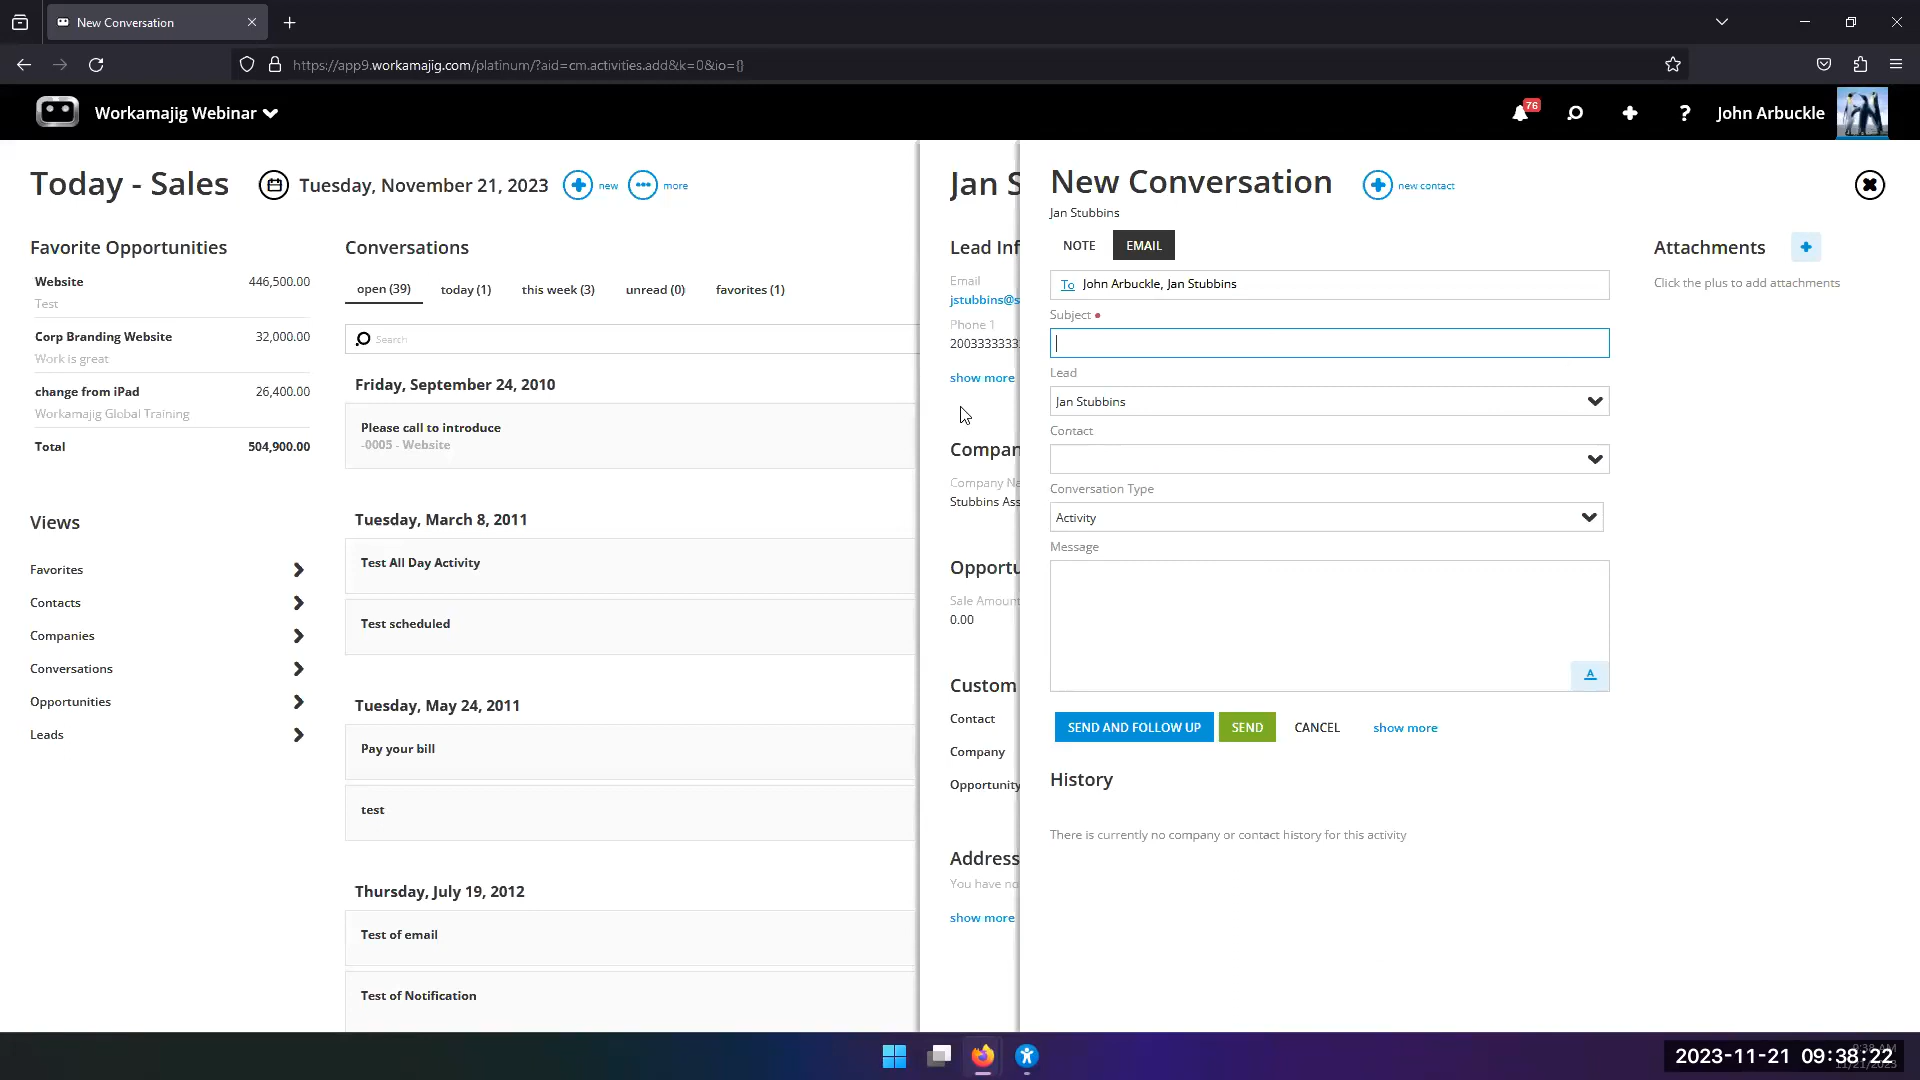 New Conversation
https://app9.workamajig.com/platinum/?aid=cm.activities.add&k=0&io={}
Workamajig Webinar
76
?
John Arbuckle
Today - Sales
Tuesday, November 21, 2023
new
more
Favorite Opportunities
Website 446,500.00
Test
Corp Branding Website 32,000.00
Work is great
change from iPad 26,400.00
Workamajig Global Training
Total 504,900.00
Views
Favorites
Contacts
Companies
Conversations
Opportunities
Leads
Conversations
open (39) today (1) this week (3) unread (0) favorites (1)
Search
Friday, September 24, 2010
Please call to introduce
-0005 - Website
Tuesday, March 8, 2011
Test All Day Activity
Test scheduled
Tuesday, May 24, 2011
Pay your bill
test
Thursday, July 19, 2012
Test of email
Test of Notification
Jan S
Lead Inf
Email
jstubbins@s
Phone 1
2003333333
show more
Compan
Company Na
Stubbins Ass
Opportu
Sale Amount
0.00
Custom
Contact
Company
Opportunity
Address
You have no
show more
New Conversation
new contact
Jan Stubbins
NOTE EMAIL
To John Arbuckle, Jan Stubbins
Subject
Lead
Jan Stubbins
Contact
Conversation Type
Activity
Message
A
SEND AND FOLLOW UP SEND CANCEL show more
History
There is currently no company or contact history for this activity
Attachments
Click the plus to add attachments
2023-11-21 09:38:22